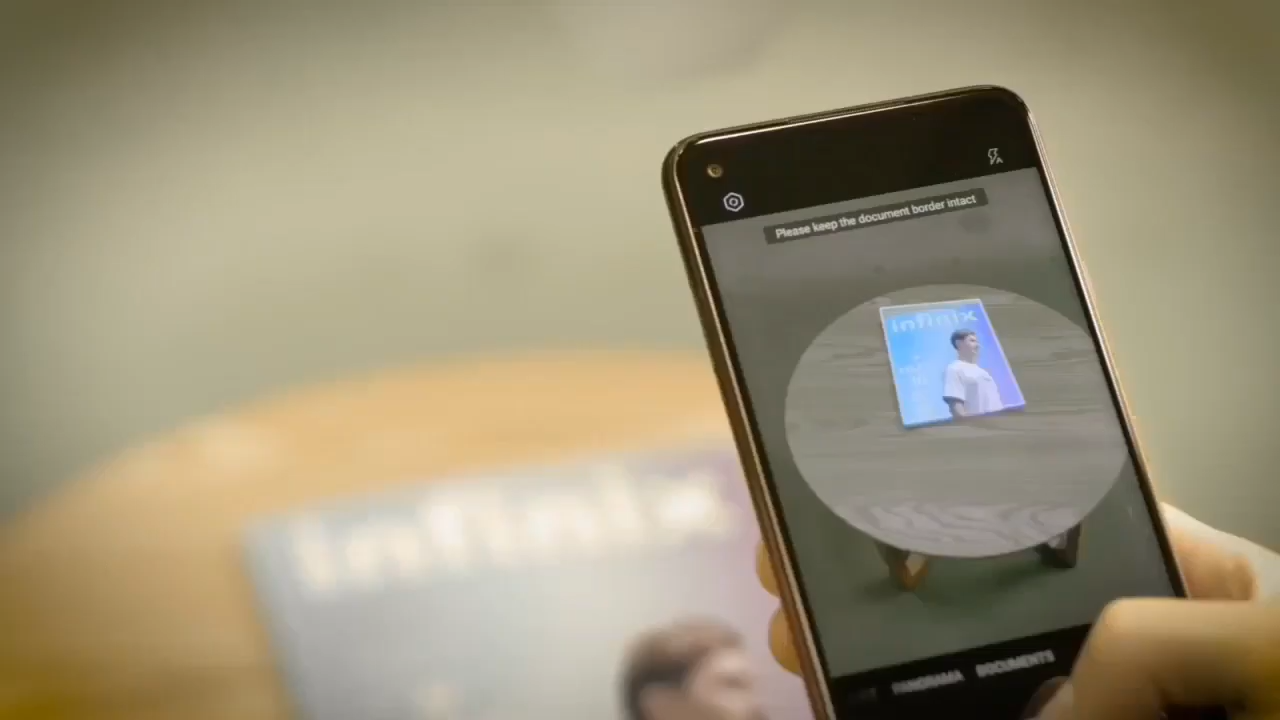 Please keep the document border intact
infinix
infinix
PANORAMA DOCUMENTS